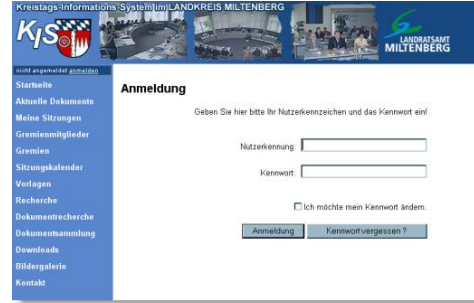 Kreistags-Informations-System im LANDKREIS MILTENBERG
KIS
LANDRATSAMT
MILTENBERG
nicht angemeldet anmelden
Startseite
Aktuelle Dokumente
Meine Sitzungen
Gremienmitglieder
Gremien
Sitzungskalender
Vorlagen
Recherche
Dokumentrecherche
Dokumentsammlung
Downloads
Bildergalerie
Kontakt
Anmeldung
Geben Sie hier bitte Ihr Nutzerkennzeichen und das Kennwort ein!
Nutzerkennung:
Kennwort:
Ich möchte mein Kennwort ändern.
Anmeldung
Kennwort vergessen ?